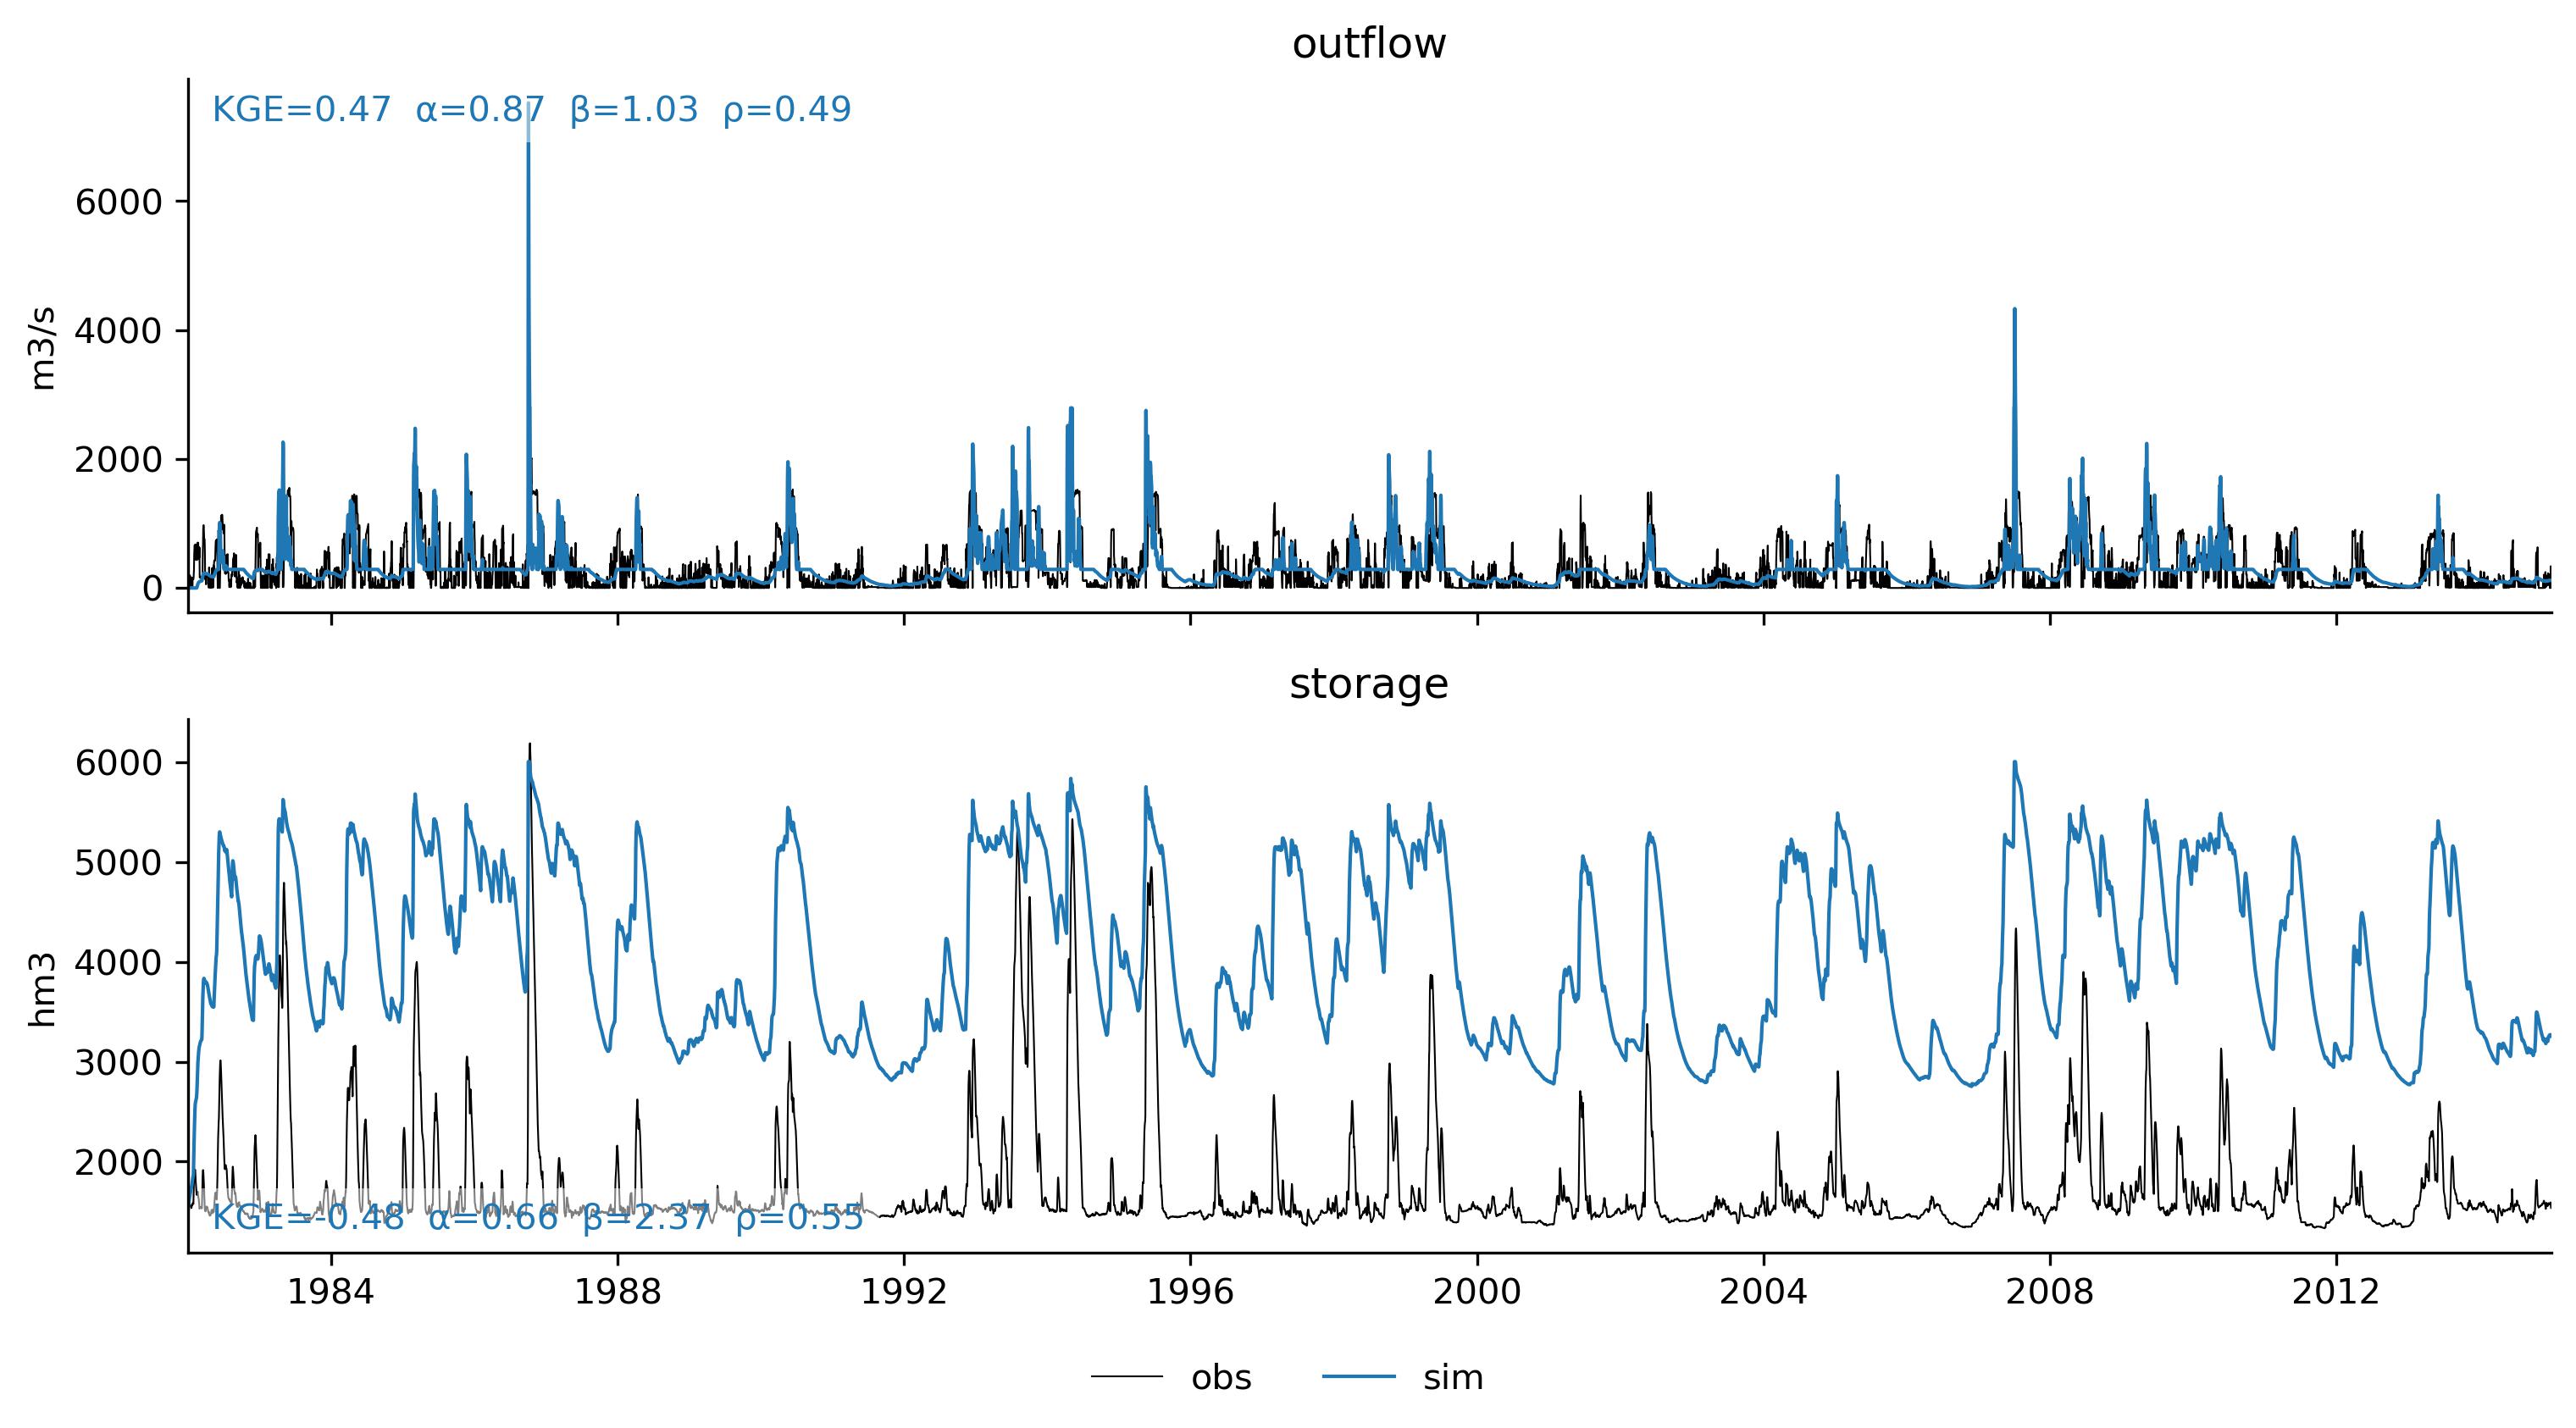 outflow
KGE=0.47 α=0.87 β=1.03 ρ=0.49
m3/s
6000
4000
2000
0
storage
hm3
6000
5000
4000
3000
2000
KGE=-0.48 α=0.66 β=2.37 ρ=0.55
1984 1988 1992 1996 2000 2004 2008 2012
obs sim